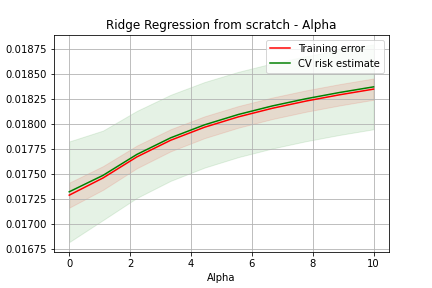 Ridge Regression from scratch - Alpha
Training error
CV risk estimate
0.01875
0.01850
0.01825
0.01800
0.01775
0.01750
0.01725
0.01700
0.01675
0 2 4 6 8 10
Alpha